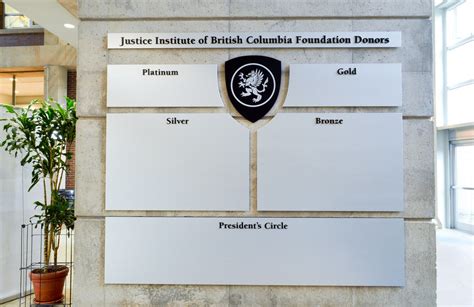 Justice Institute of British Columbia Foundation Donors
Platinum
Gold
Silver
Bronze
President's Circle